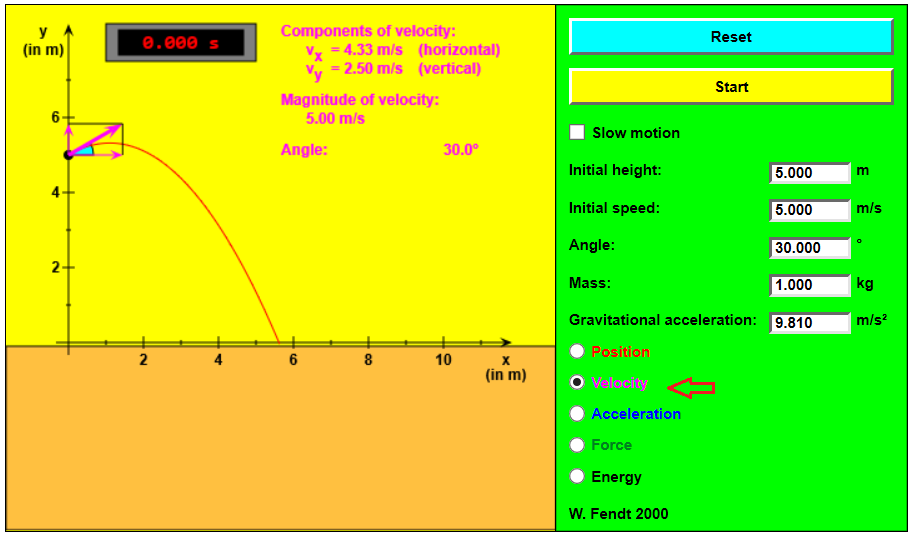 y
(in m)
0.000 s
Components of velocity:
vx = 4.33 m/s (horizontal)
vy = 2.50 m/s (vertical)
Magnitude of velocity:
5.00 m/s
Angle: 30.0°
6
4
2
2 4 6 8 10 x
(in m)
Reset
Start
Slow motion
Initial height: 5.000 m
Initial speed: 5.000 m/s
Angle: 30.000 °
Mass: 1.000 kg
Gravitational acceleration: 9.810 m/s²
Position
Velocity
Acceleration
Force
Energy
W. Fendt 2000